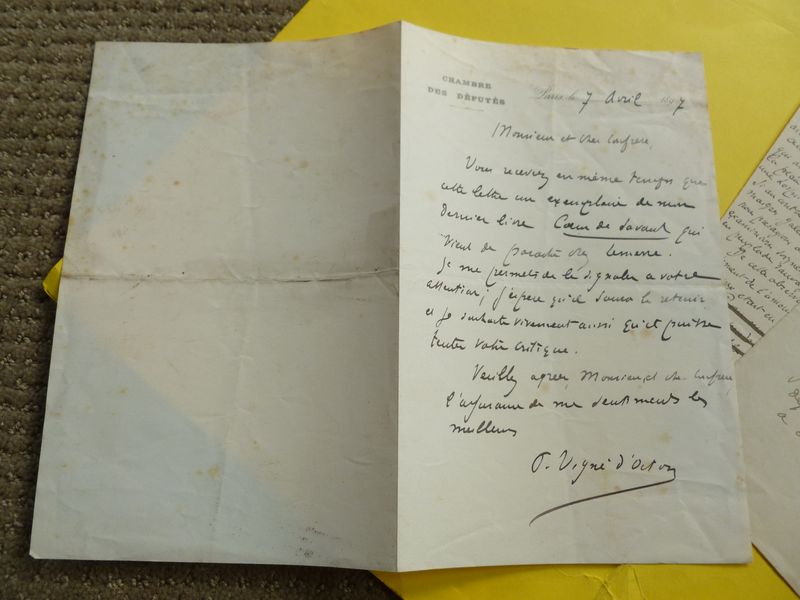 CHAMBRE
DES DÉPUTÉS
Paris, le 7 Avril 1897
Monsieur et cher confrère,
Vous recevrez en même temps que
cette lettre un exemplaire de mon
dernier livre Cœur de Savant qui
vient de paraître chez Lemerre.
Je me permets de le signaler à votre
attention ; j'espère qu'il saura la retenir
et je souhaite vivement aussi qu'il puisse
tenter votre critique.
Veuillez agréer, Monsieur et cher confrère,
l'assurance de mes sentiments les
meilleurs
P. Vigné d'Octon